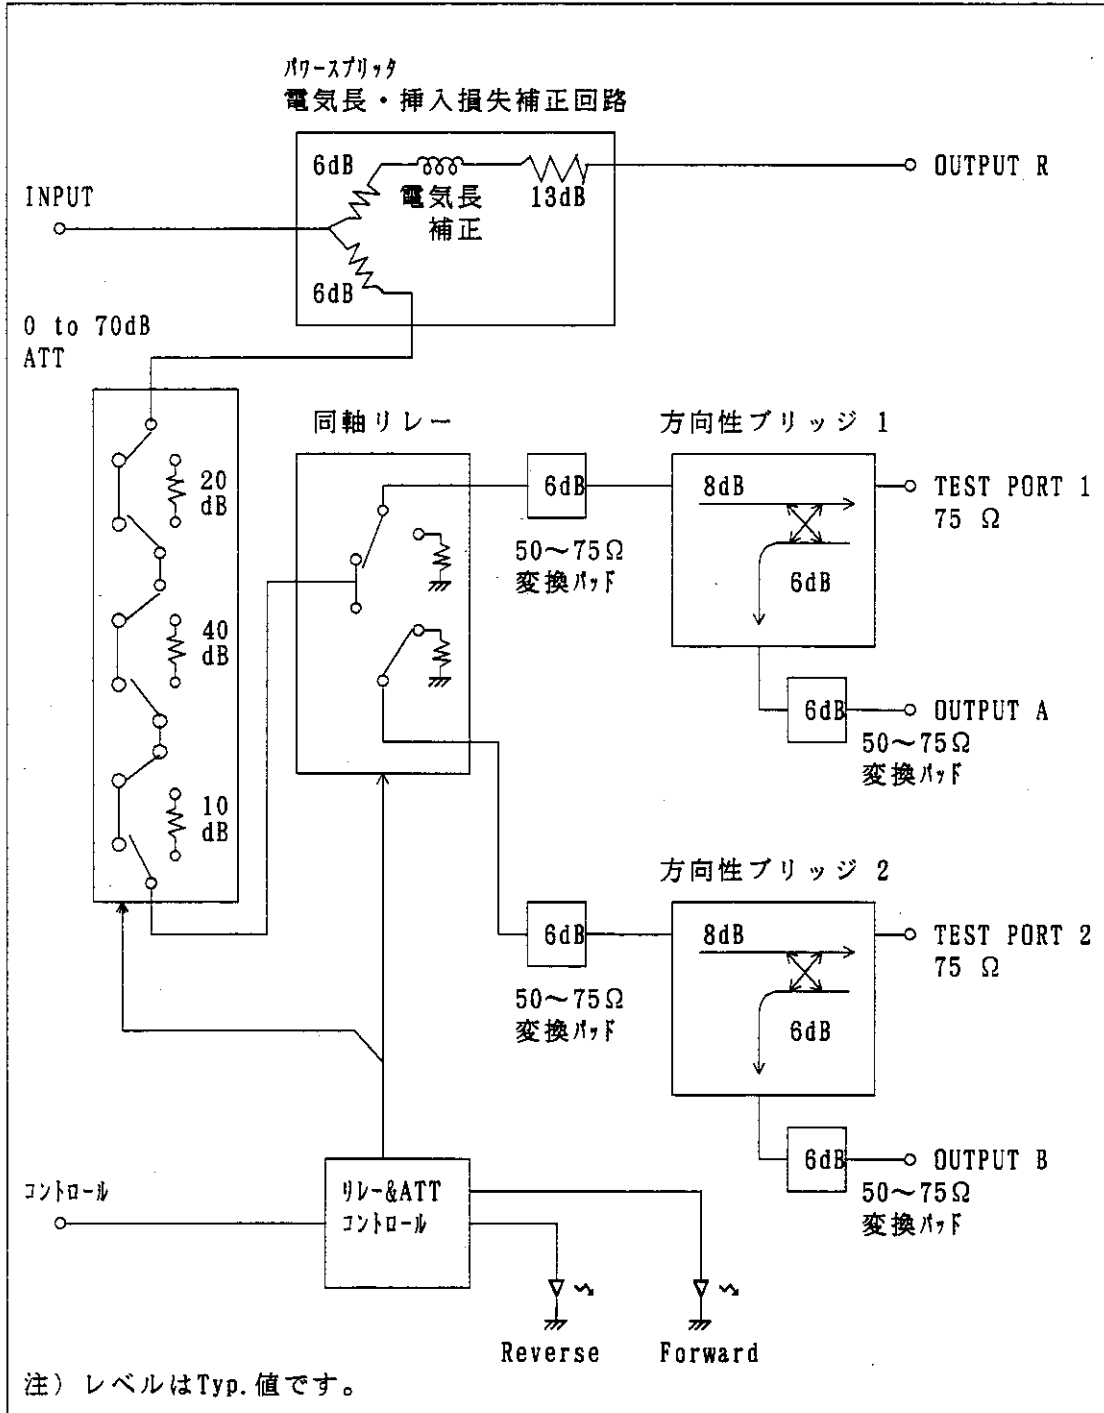 パワースプリッタ
電気長・挿入損失補正回路
6dB
電気長
補正
13dB
OUTPUT R
INPUT
6dB
0 to 70dB
ATT
20
dB
40
dB
10
dB
同軸リレー
6dB
50～75Ω
変換パッド
方向性ブリッジ 1
8dB
6dB
TEST PORT 1
75 Ω
6dB
OUTPUT A
50～75Ω
変換パッド
方向性ブリッジ 2
6dB
50～75Ω
変換パッド
8dB
6dB
TEST PORT 2
75 Ω
6dB
OUTPUT B
50～75Ω
変換パッド
コントロール
リレー&ATT
コントロール
Reverse
Forward
注）レベルはTyp.値です。